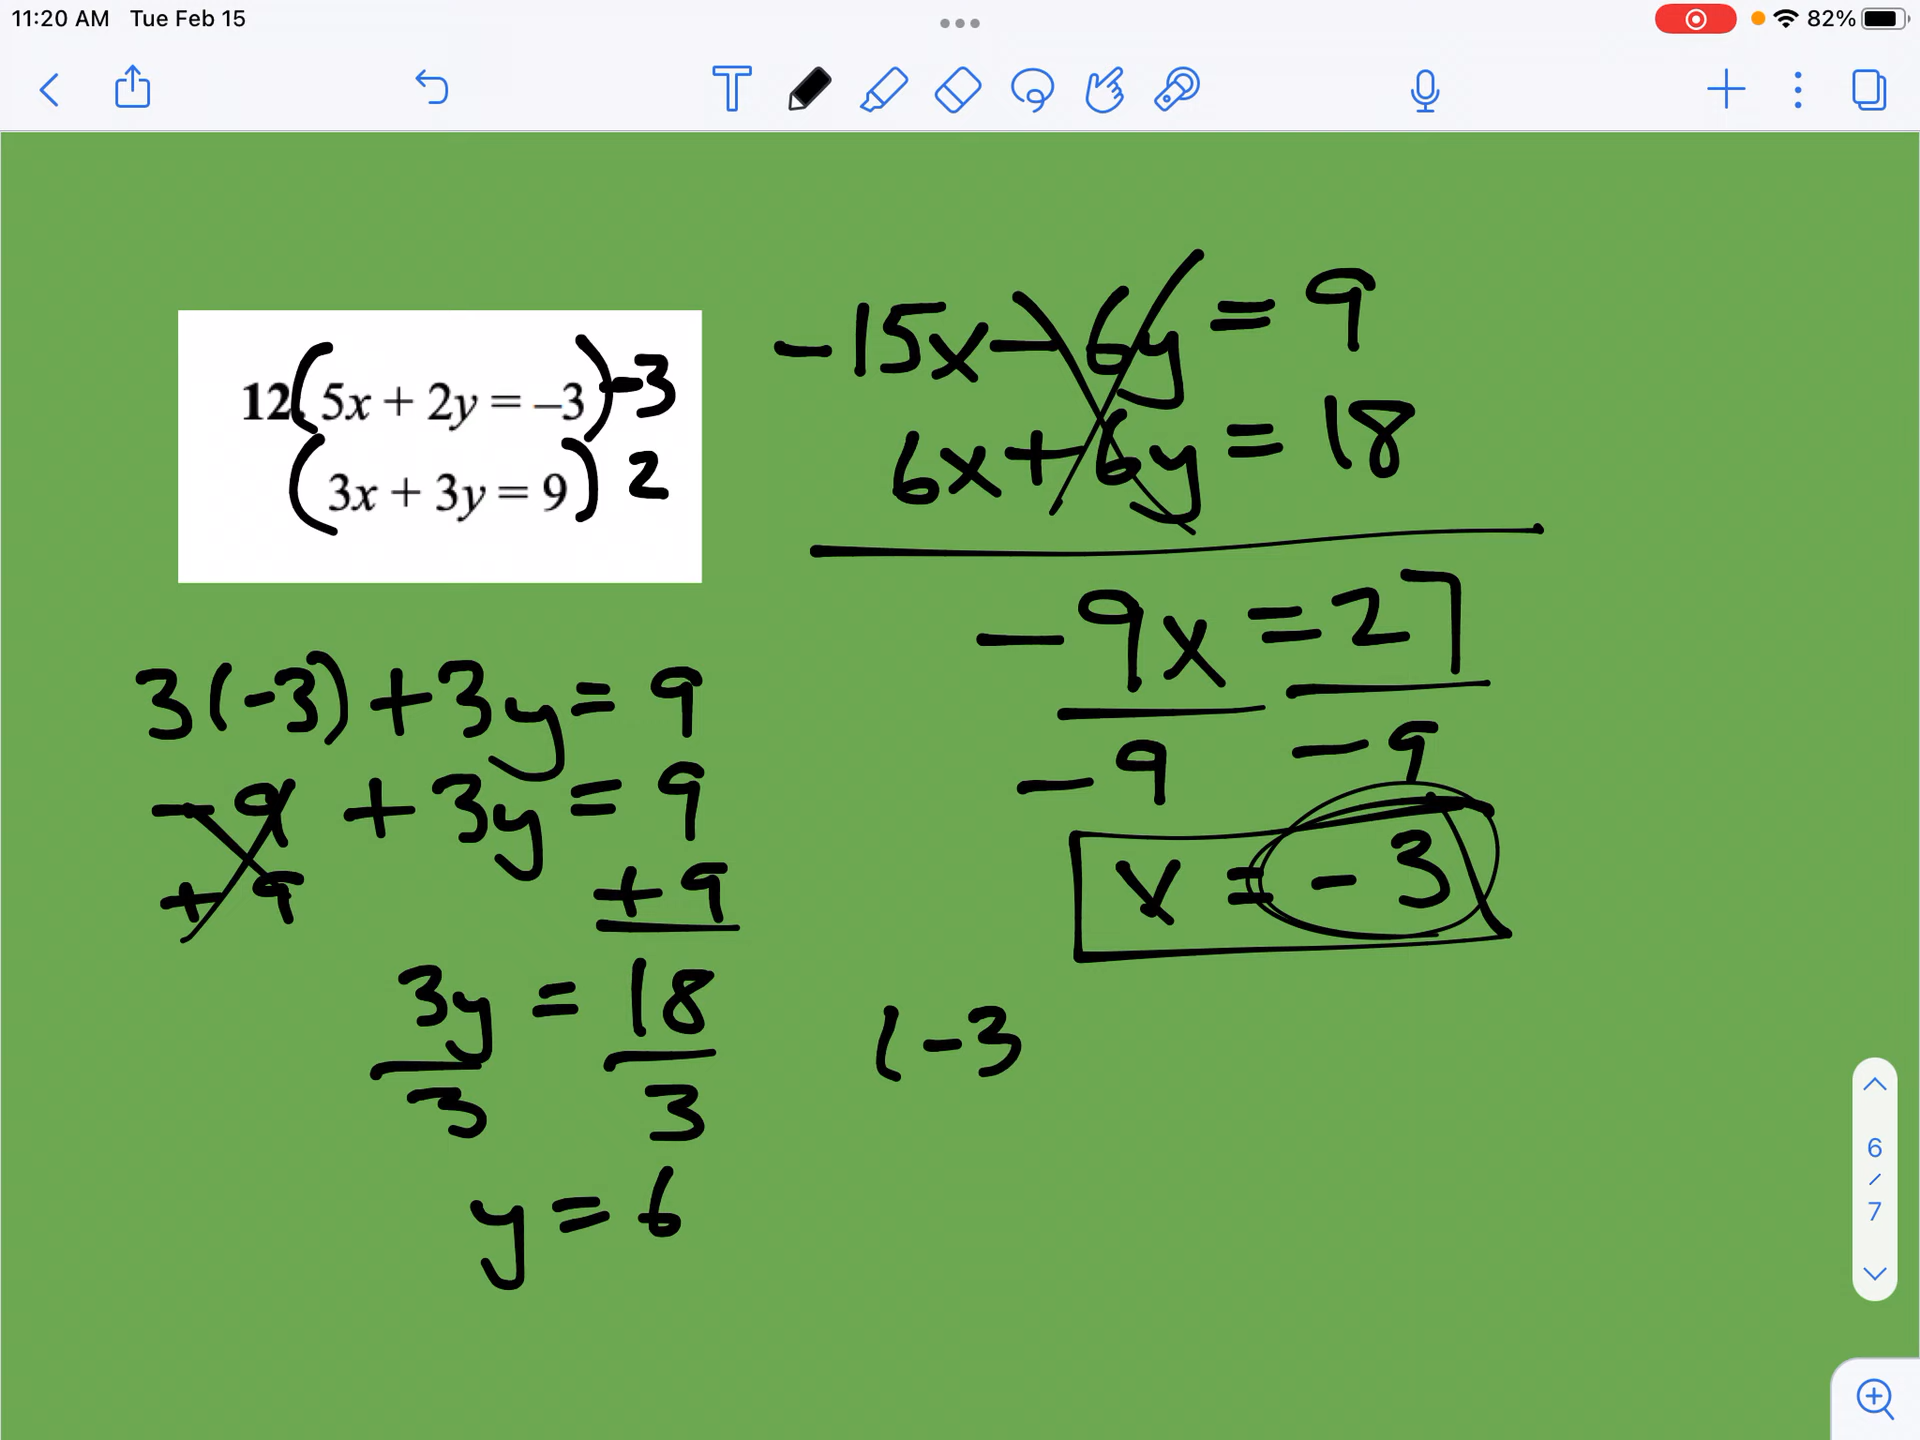 11:20 AM Tue Feb 15
82%
T
12. (5x + 2y = –3) -3
(3x + 3y = 9) 2
-15x - 6y = 9
6x + 6y = 18
-9x = 27
-9 -9
x = -3
3(-3) + 3y = 9
-9 + 3y = 9
+9 +9
3y = 18
3 3
y = 6
(-3
6
/
7